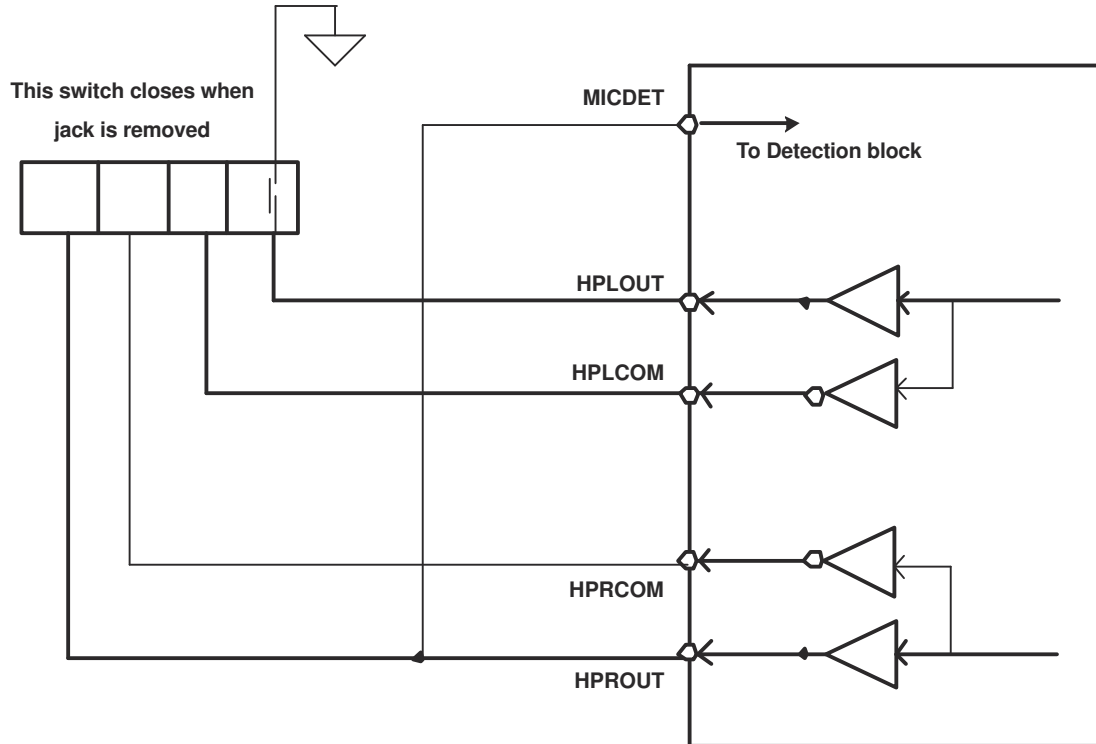 This switch closes when
jack is removed
MICDET
To Detection block
HPLOUT
HPLCOM
HPRCOM
HPROUT